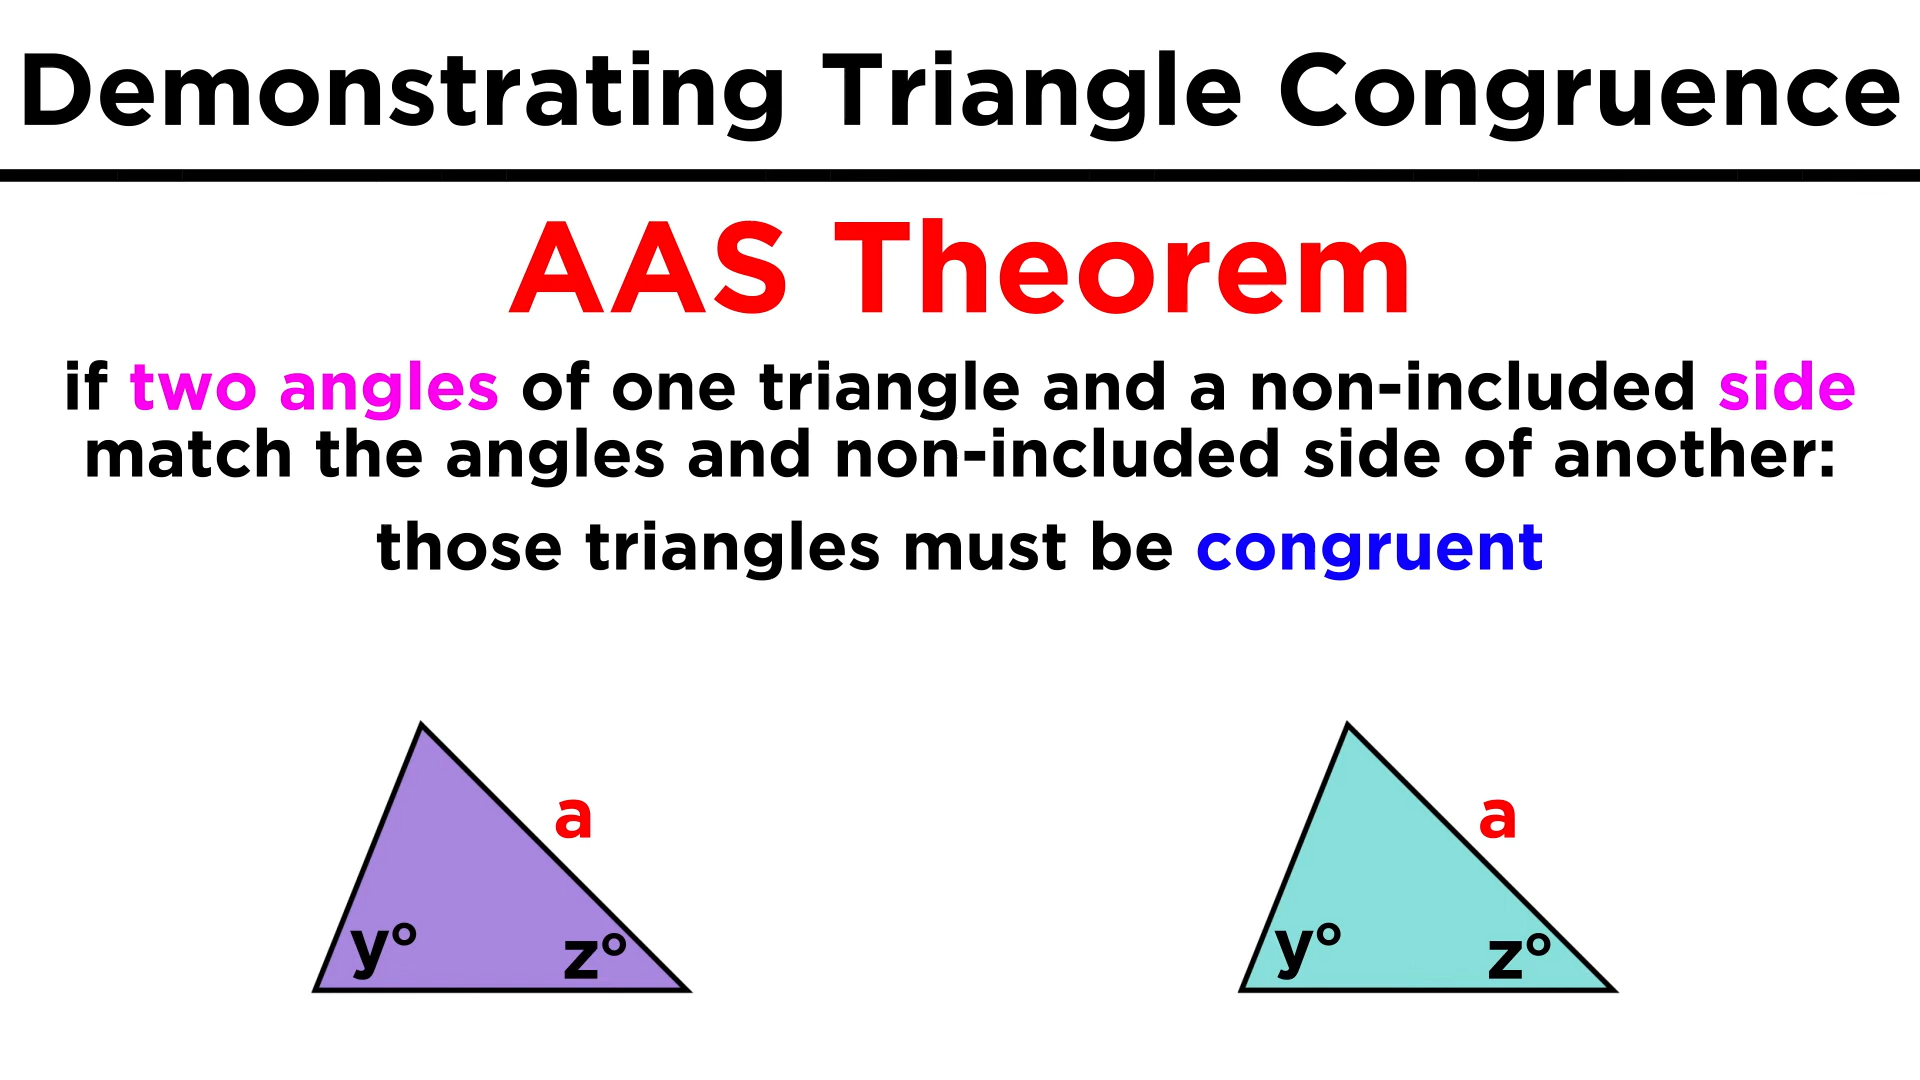 Demonstrating Triangle Congruence
AAS Theorem
if two angles of one triangle and a non-included side
match the angles and non-included side of another:
those triangles must be congruent
a
a
y°
z°
y°
z°